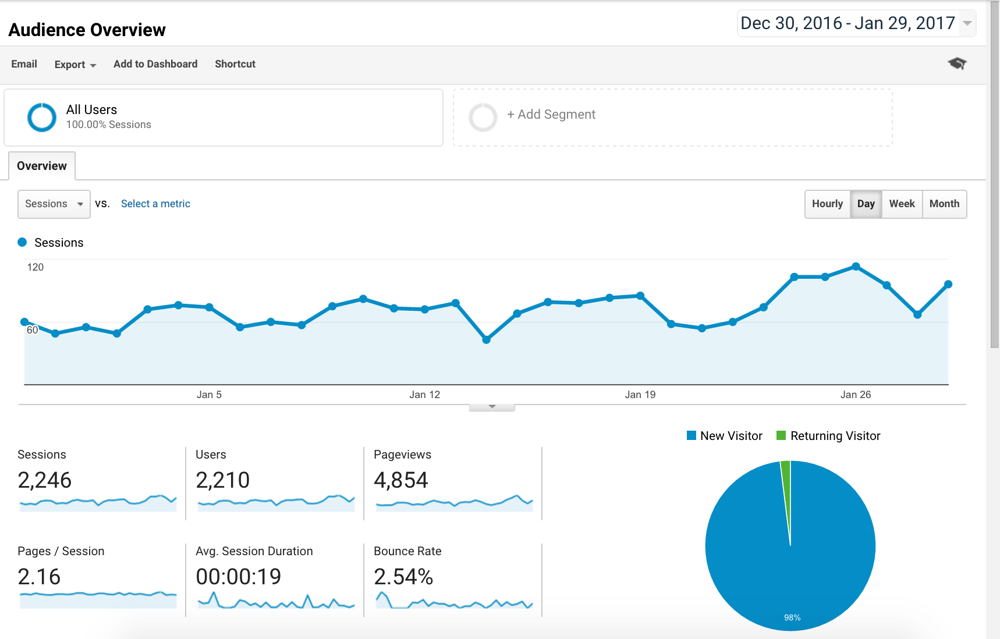 Audience Overview
Dec 30, 2016 - Jan 29, 2017
Email Export Add to Dashboard Shortcut
All Users
100.00% Sessions
+ Add Segment
Overview
Sessions vs. Select a metric
Hourly Day Week Month
Sessions
120
60
Jan 5 Jan 12 Jan 19 Jan 26
New Visitor Returning Visitor
Sessions
2,246
Users
2,210
Pageviews
4,854
Pages / Session
2.16
Avg. Session Duration
00:00:19
Bounce Rate
2.54%
98%